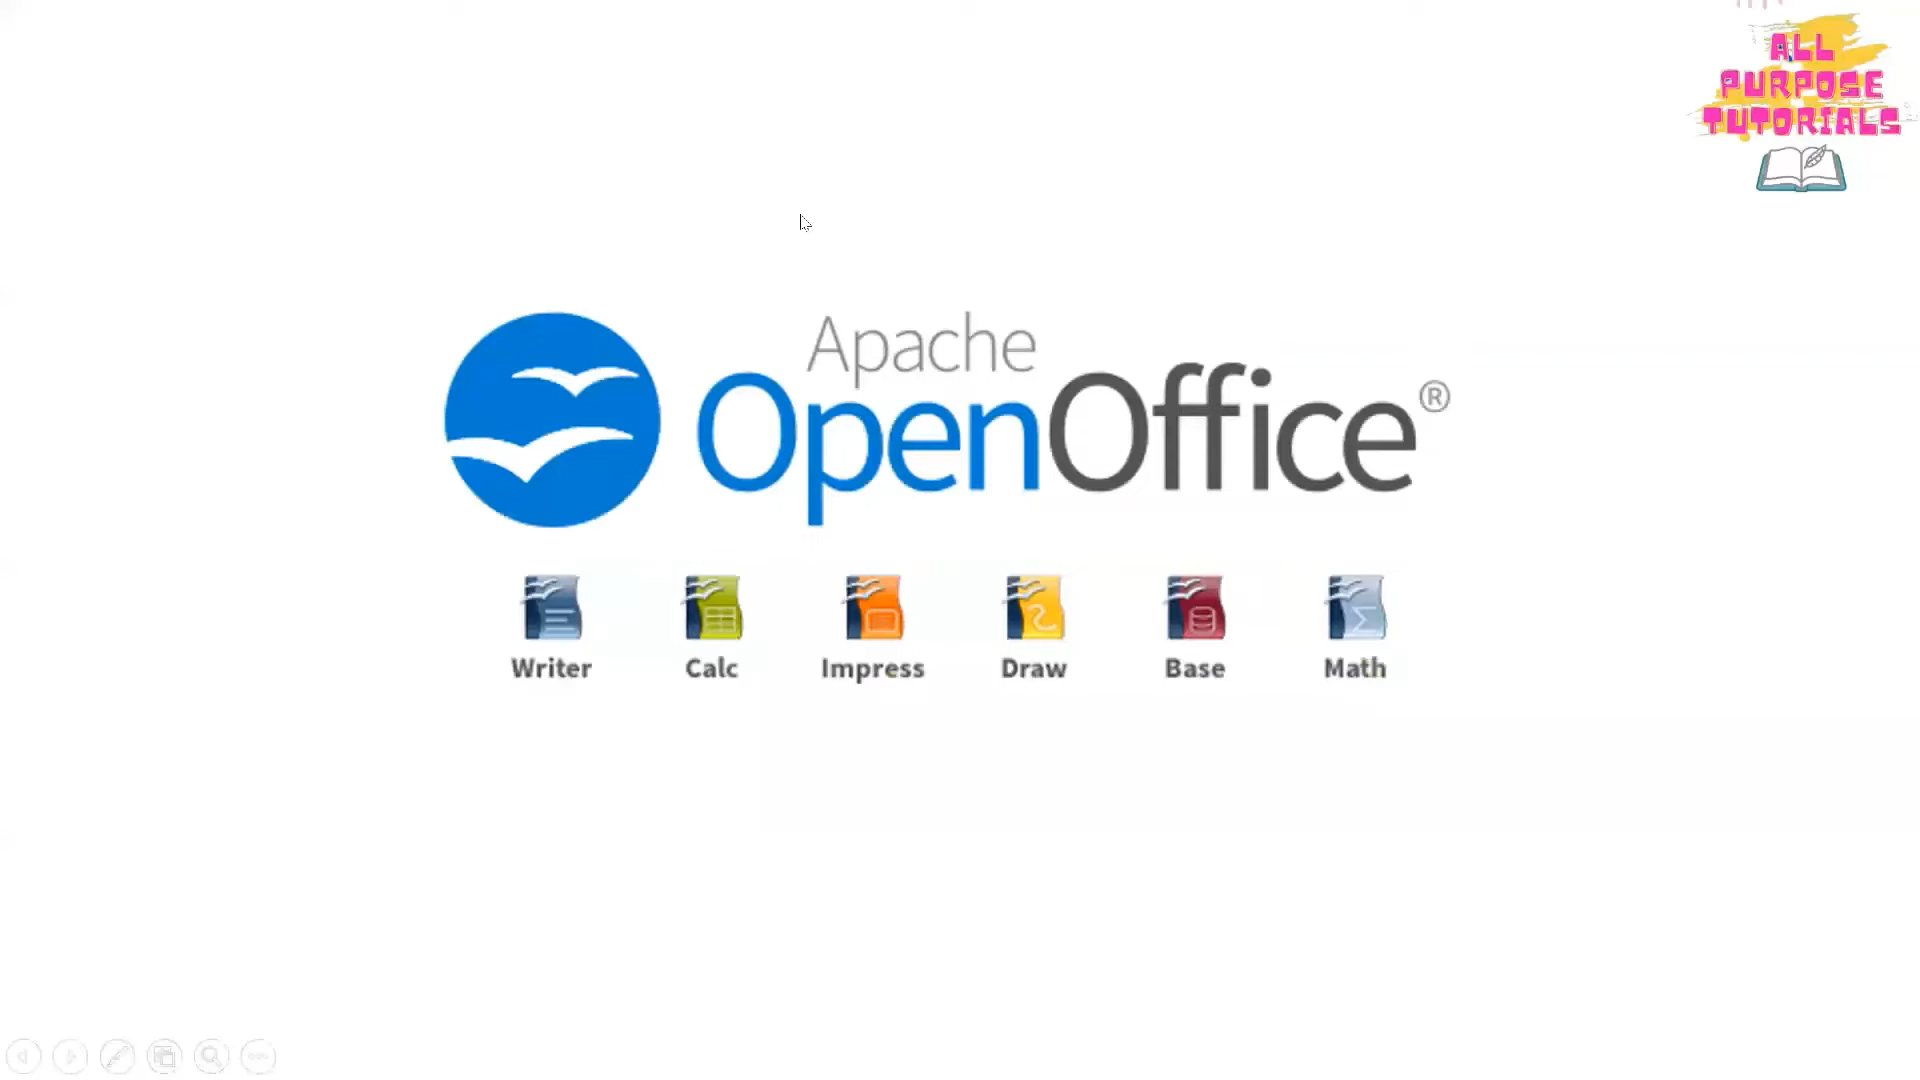 ALL
PURPOSE
TUTORIALS
Apache
OpenOffice®
Writer Calc Impress Draw Base Math